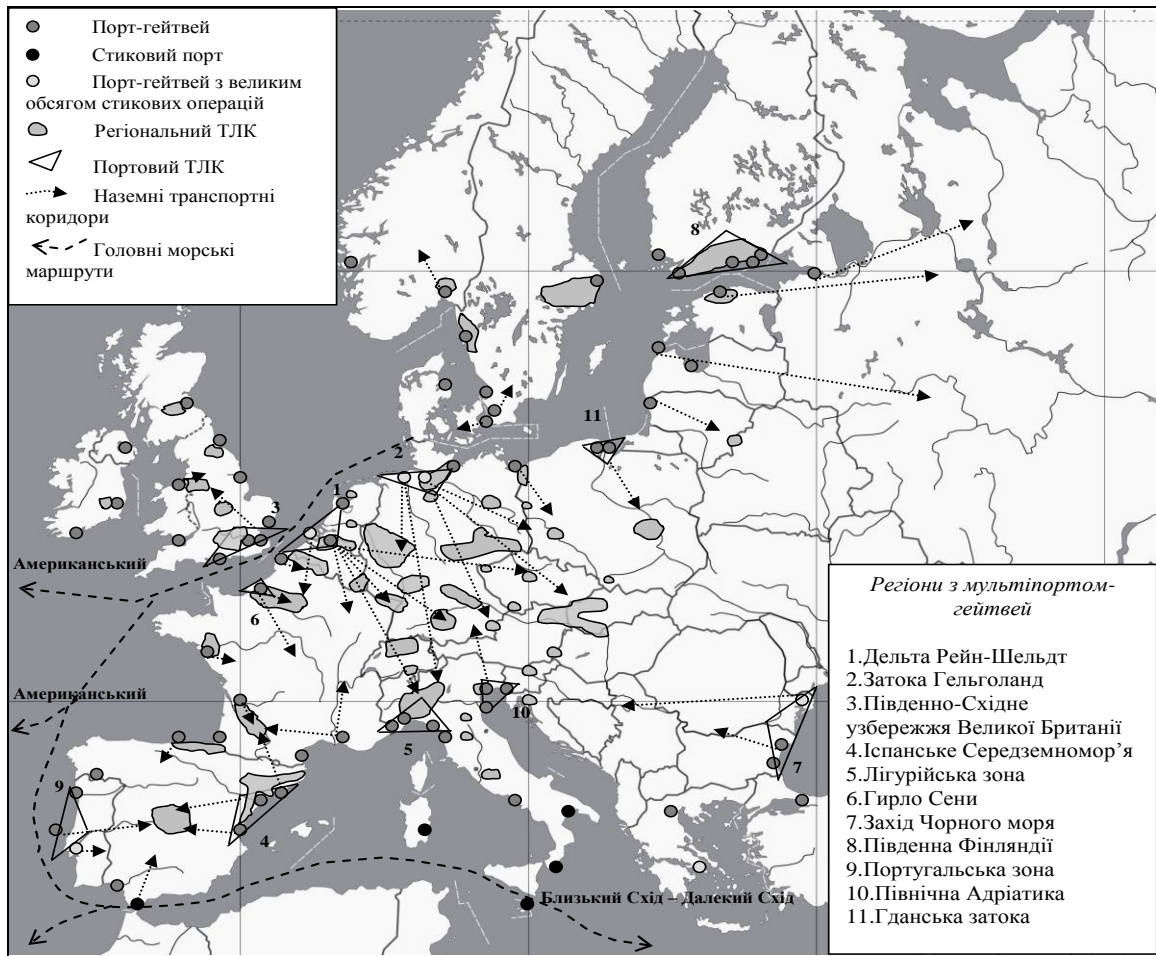 Порт-гейтвей
Стиковий порт
Порт-гейтвей з великим
обсягом стикових операцій
Регіональний ТЛК
Портовий ТЛК
Наземні транспортні
коридори
Головні морські
маршрути
8
11
2
1
3
Американський
6
Американський
10
5
9
4
7
Близький Схід – Далекий Схід
Регіони з мультіпортом-
гейтвей
1.Дельта Рейн-Шельдт
2.Затока Гельголанд
3.Південно-Східне
узбережжя Великої Британії
4.Іспанське Середземномор’я
5.Лігурійська зона
6.Гирло Сени
7.Захід Чорного моря
8.Південна Фінляндії
9.Португальська зона
10.Північна Адріатика
11.Гданська затока